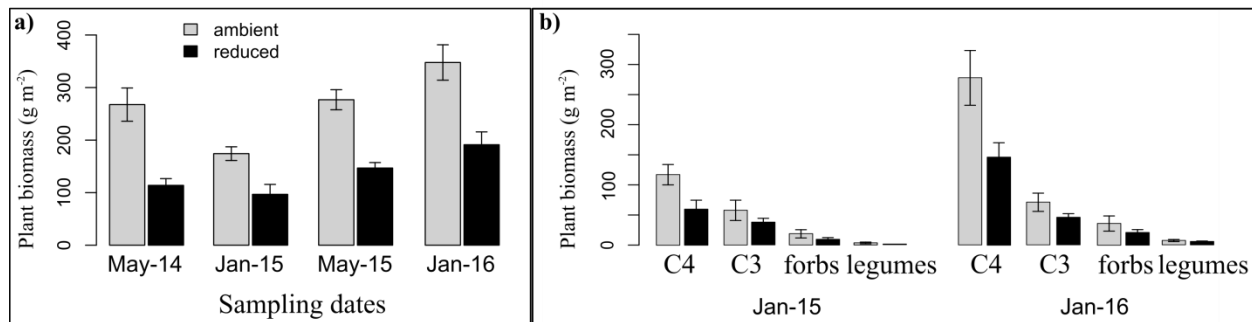 a)
ambient
reduced
Plant biomass (g m-2)
400
300
200
100
0
May-14 Jan-15 May-15 Jan-16
Sampling dates
b)
Plant biomass (g m-2)
300
200
100
0
C4 C3 forbs legumes C4 C3 forbs legumes
Jan-15 Jan-16